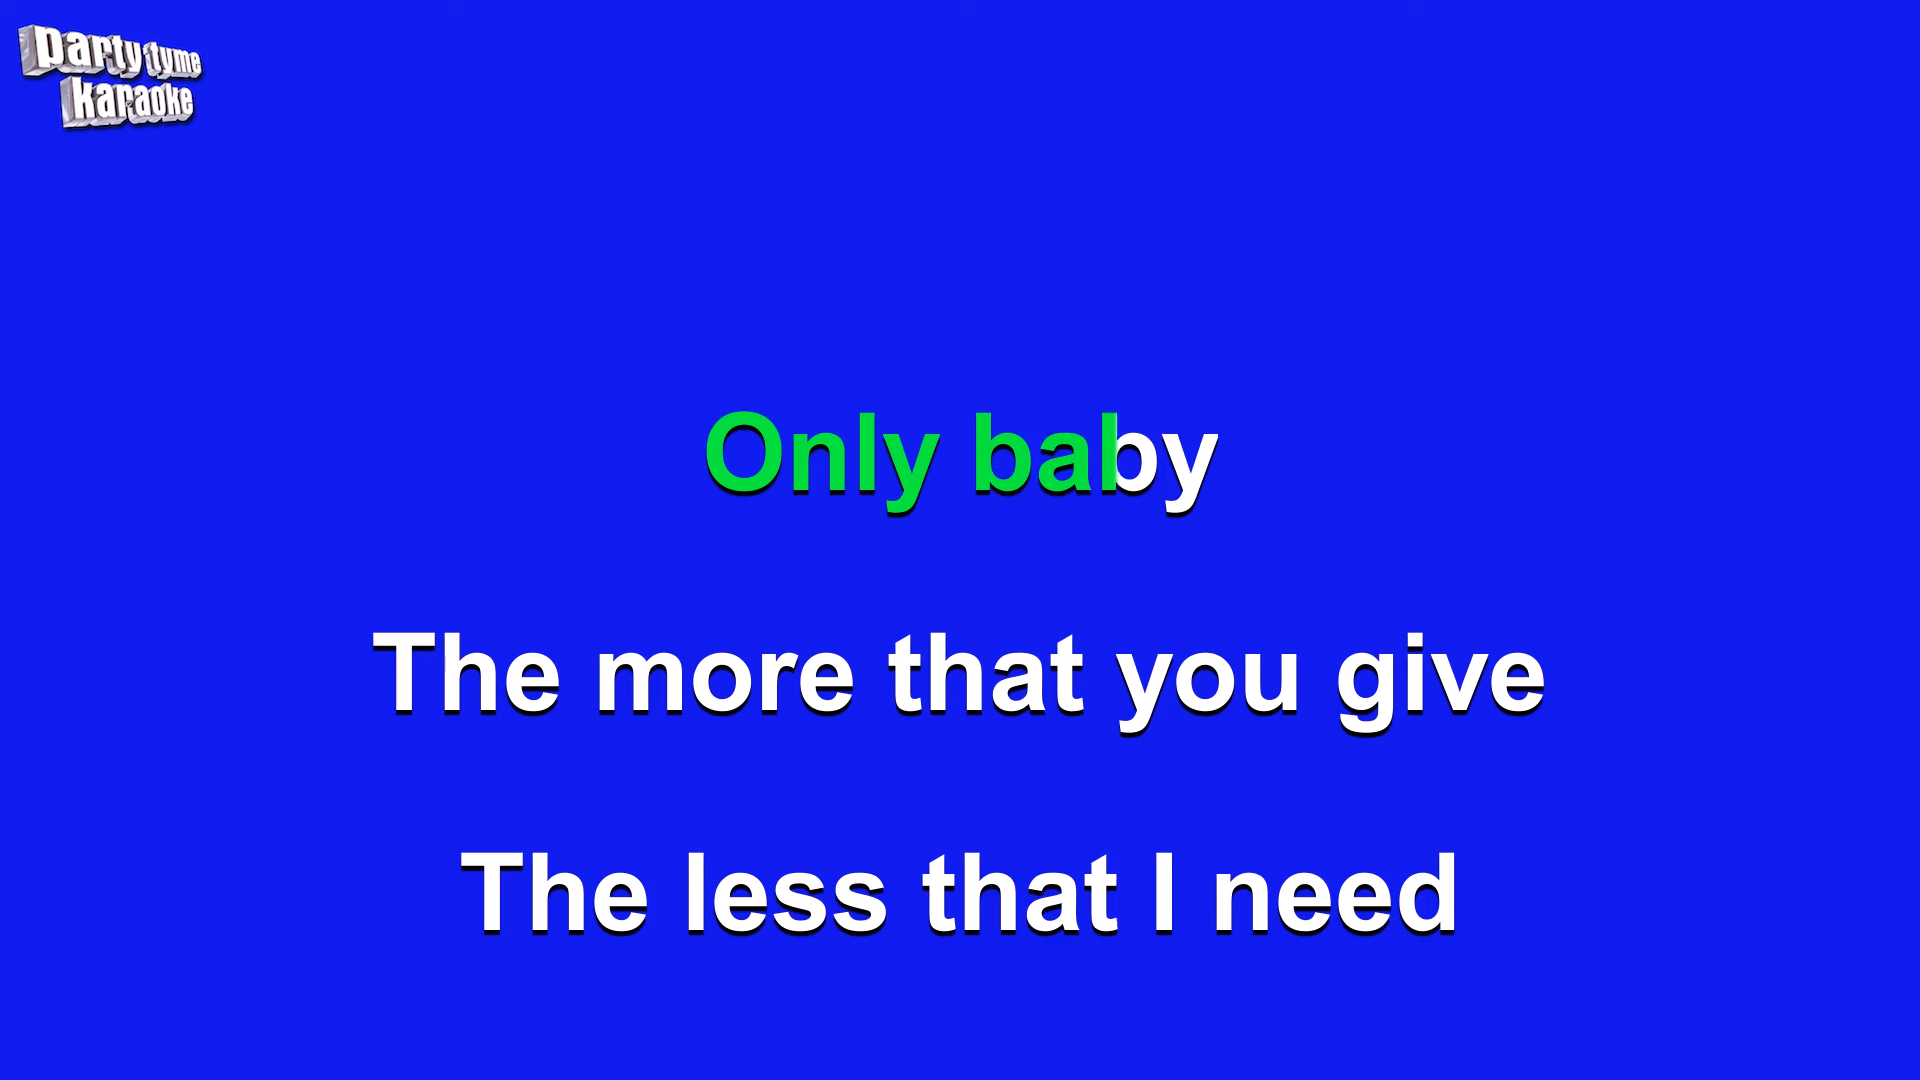 party tyme
karaoke
Only baby
The more that you give
The less that I need